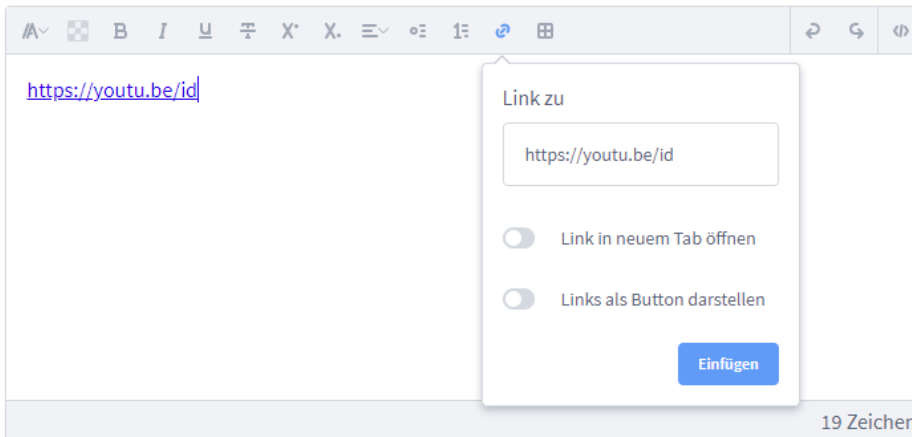 https://youtu.be/id
Link zu
https://youtu.be/id
Link in neuem Tab öffnen
Links als Button darstellen
Einfügen
19 Zeichen